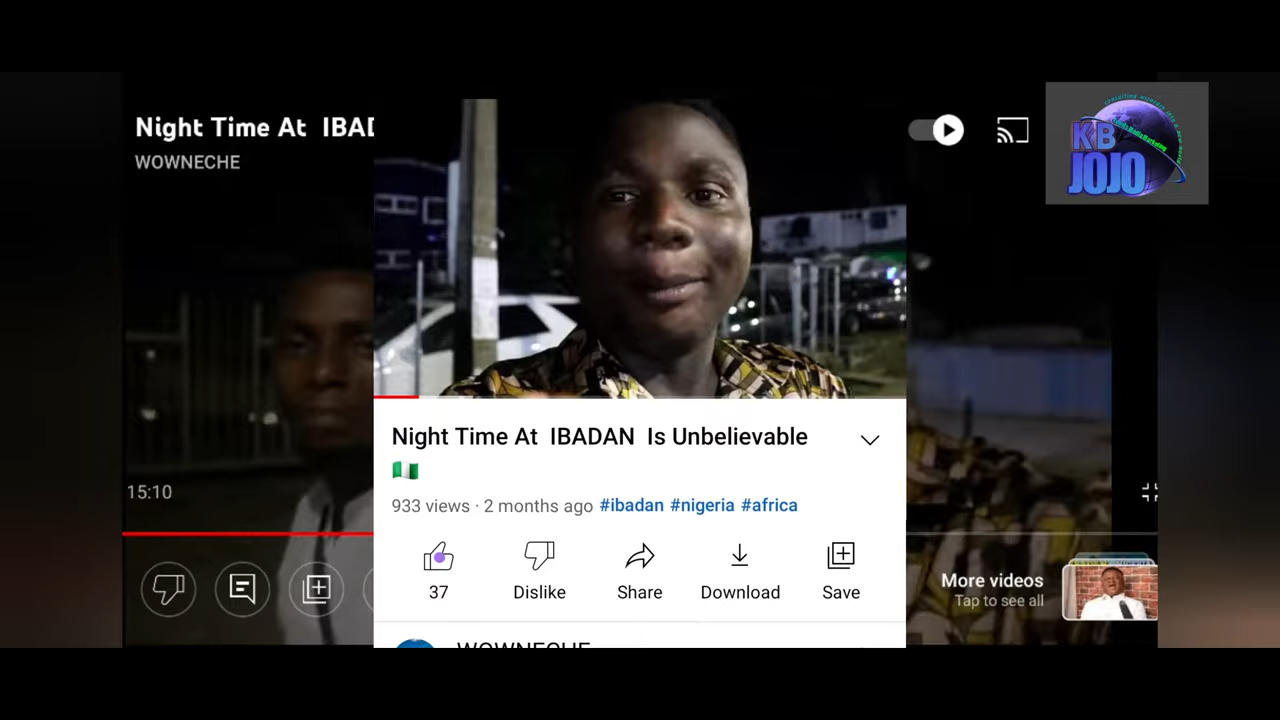 Night Time At IBAD
WOWNECHE
KB
JOJO
Night Time At IBADAN Is Unbelievable
933 views · 2 months ago #ibadan #nigeria #africa
15:10
37
Dislike
Share
Download
Save
More videos
Tap to see all
WOWNECHE